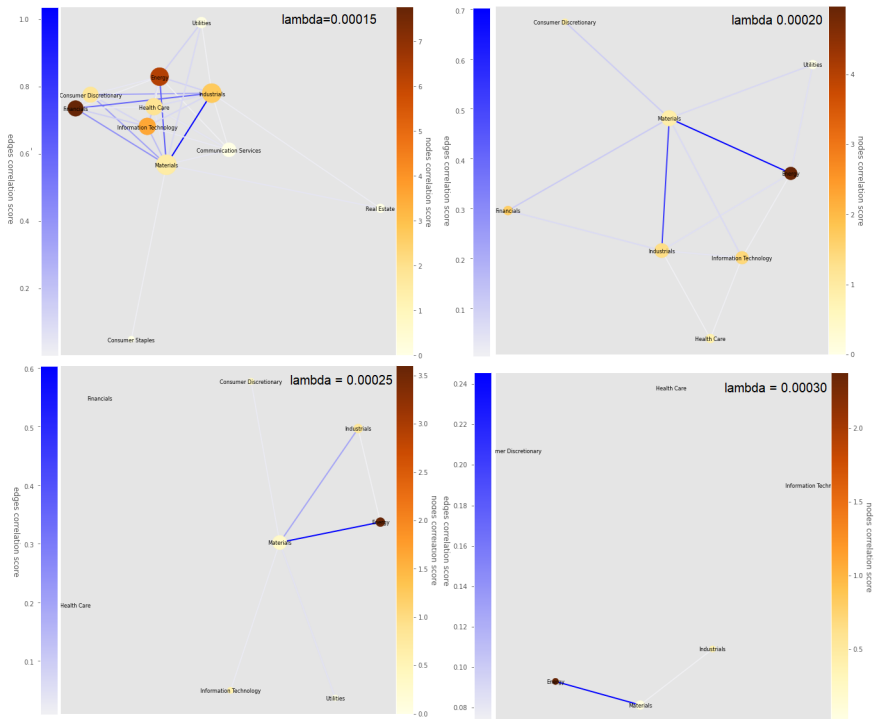 lambda=0.00015
1.0
0.8
0.6
0.4
0.2
edges correlation score
Utilities
Energy
Consumer Discretionary
Industrials
Financials
Health Care
Information Technology
Communication Services
Materials
Real Estate
Consumer Staples
7
6
5
4
3
2
1
0
nodes correlation score
lambda 0.00020
0.7
0.6
0.5
0.4
0.3
0.2
0.1
edges correlation score
Consumer Discretionary
Utilities
Materials
Energy
Financials
Industrials
Information Technology
Health Care
4
3
2
1
0
nodes correlation score
lambda = 0.00025
0.6
0.5
0.4
0.3
0.2
0.1
edges correlation score
Consumer Discretionary
Financials
Industrials
Energy
Materials
Health Care
Information Technology
Utilities
3.5
3.0
2.5
2.0
1.5
1.0
0.5
0.0
nodes correlation score
lambda = 0.00030
0.24
0.22
0.20
0.18
0.16
0.14
0.12
0.10
0.08
edges correlation score
Health Care
mer Discretionary
Information Techr
Industrials
Energy
Materials
2.0
1.5
1.0
0.5
nodes correlation score